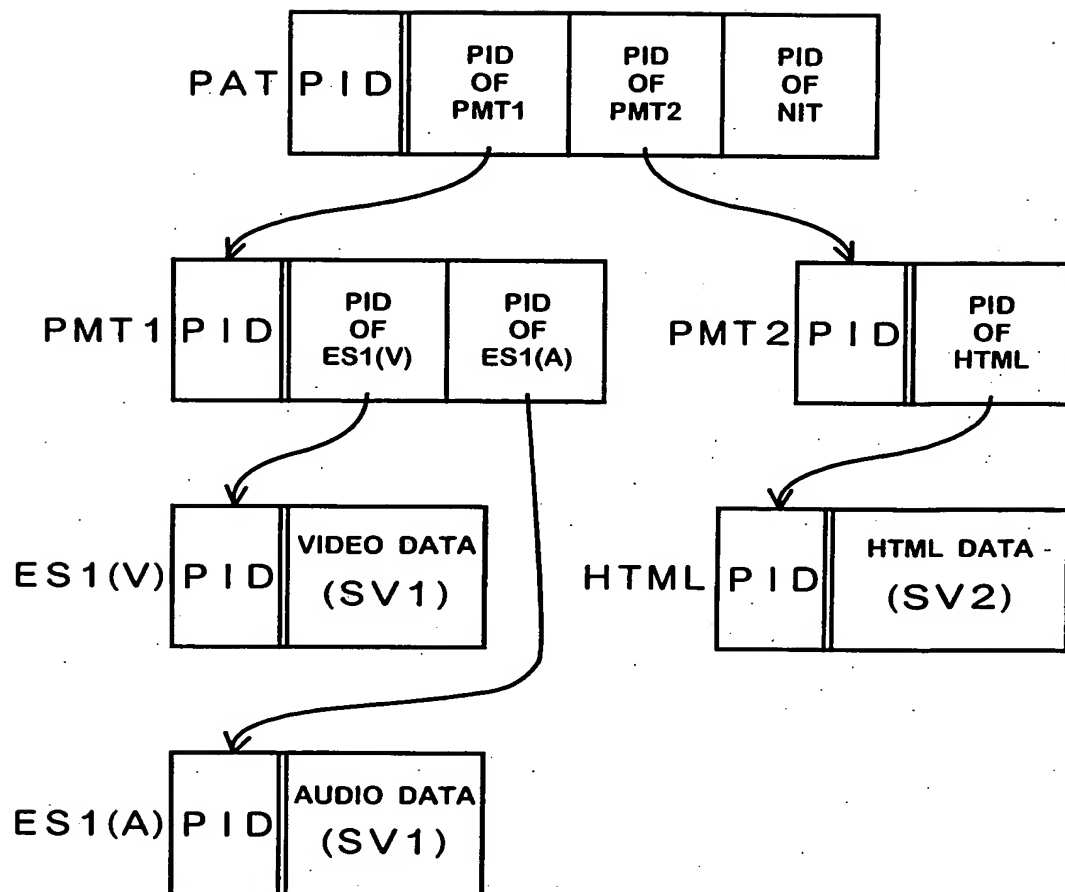 PAT PID
PID
OF
PMT1
PID
OF
PMT2
PID
OF
NIT
PMT1 PID
PID
OF
ES1(V)
PID
OF
ES1(A)
PMT2 PID
PID
OF
HTML
ES1(V) PID
VIDEO DATA
(SV1)
HTML PID
HTML DATA
(SV2)
ES1(A) PID
AUDIO DATA
(SV1)